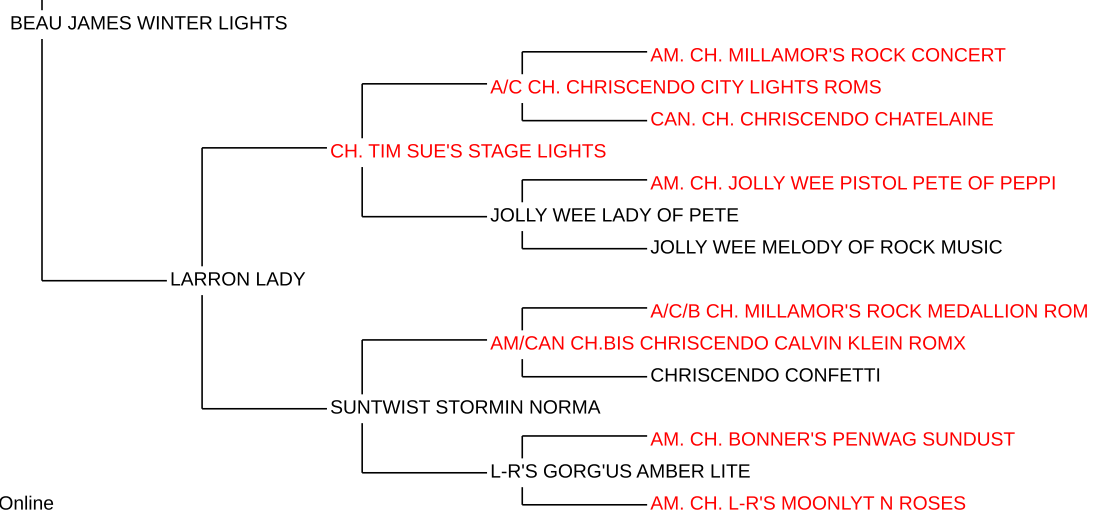 BEAU JAMES WINTER LIGHTS
AM. CH. MILLAMOR'S ROCK CONCERT
A/C CH. CHRISCENDO CITY LIGHTS ROMS
CAN. CH. CHRISCENDO CHATELAINE
CH. TIM SUE'S STAGE LIGHTS
AM. CH. JOLLY WEE PISTOL PETE OF PEPPI
JOLLY WEE LADY OF PETE
JOLLY WEE MELODY OF ROCK MUSIC
LARRON LADY
A/C/B CH. MILLAMOR'S ROCK MEDALLION ROM
AM/CAN CH.BIS CHRISCENDO CALVIN KLEIN ROMX
CHRISCENDO CONFETTI
SUNTWIST STORMIN NORMA
AM. CH. BONNER'S PENWAG SUNDUST
L-R'S GORG'US AMBER LITE
AM. CH. L-R'S MOONLYT N ROSES
Online